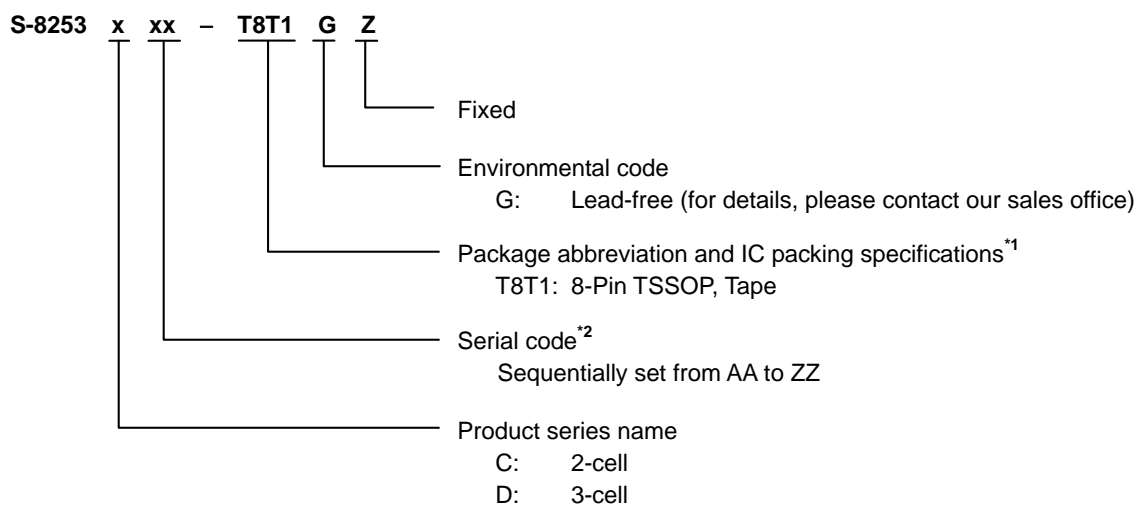 S-8253 x xx – T8T1 G Z
Fixed
Environmental code
G: Lead-free (for details, please contact our sales office)
Package abbreviation and IC packing specifications*1
T8T1: 8-Pin TSSOP, Tape
Serial code*2
Sequentially set from AA to ZZ
Product series name
C: 2-cell
D: 3-cell